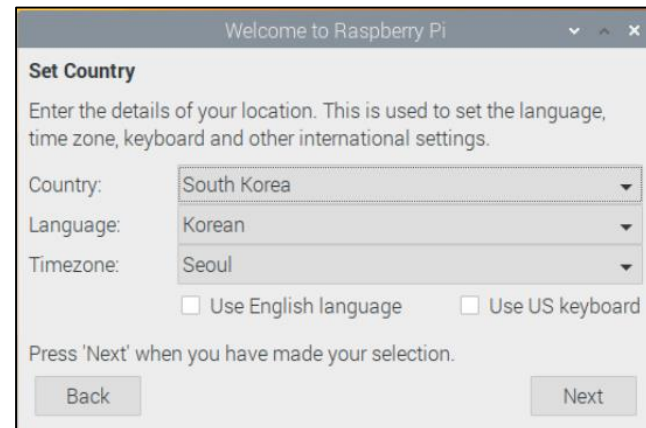 Welcome to Raspberry Pi
Set Country
Enter the details of your location. This is used to set the language,
time zone, keyboard and other international settings.
Country: South Korea
Language: Korean
Timezone: Seoul
Use English language Use US keyboard
Press 'Next' when you have made your selection.
Back Next